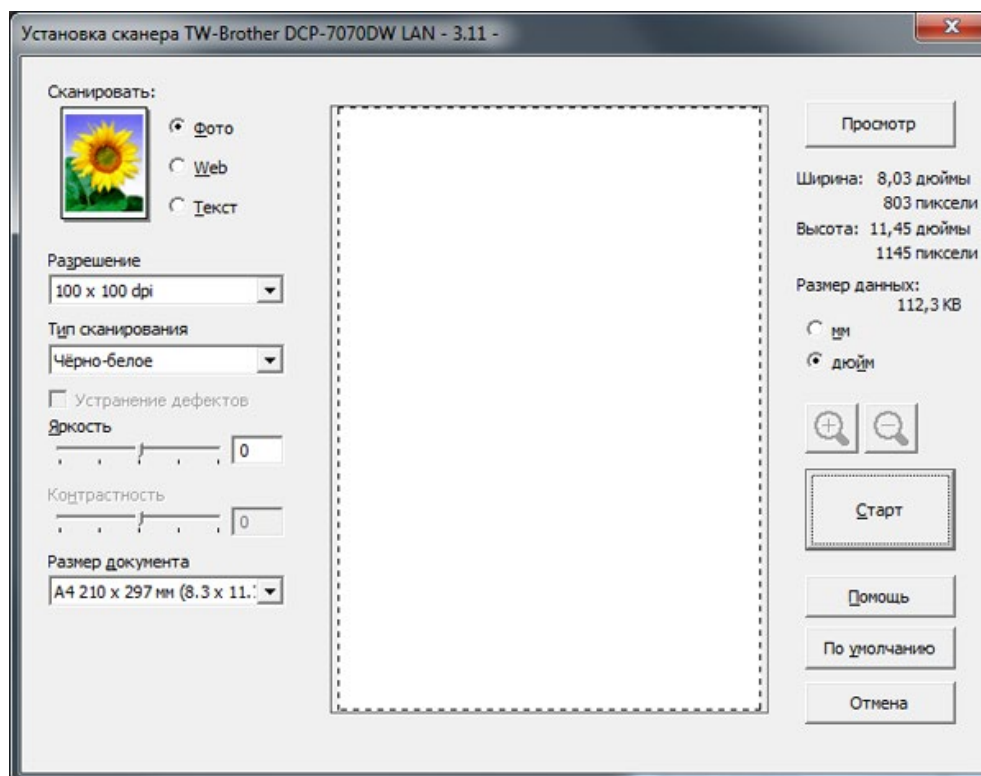 Установка сканера TW-Brother DCP-7070DW LAN - 3.11 -
Сканировать:
Фото
Web
Текст
Разрешение
100 x 100 dpi
Тип сканирования
Чёрно-белое
Устранение дефектов
Яркость
0
Контрастность
0
Размер документа
A4 210 x 297 мм (8.3 x 11.
Просмотр
Ширина: 8,03 дюймы
803 пиксели
Высота: 11,45 дюймы
1145 пиксели
Размер данных:
112,3 KB
мм
дюйм
Старт
Помощь
По умолчанию
Отмена